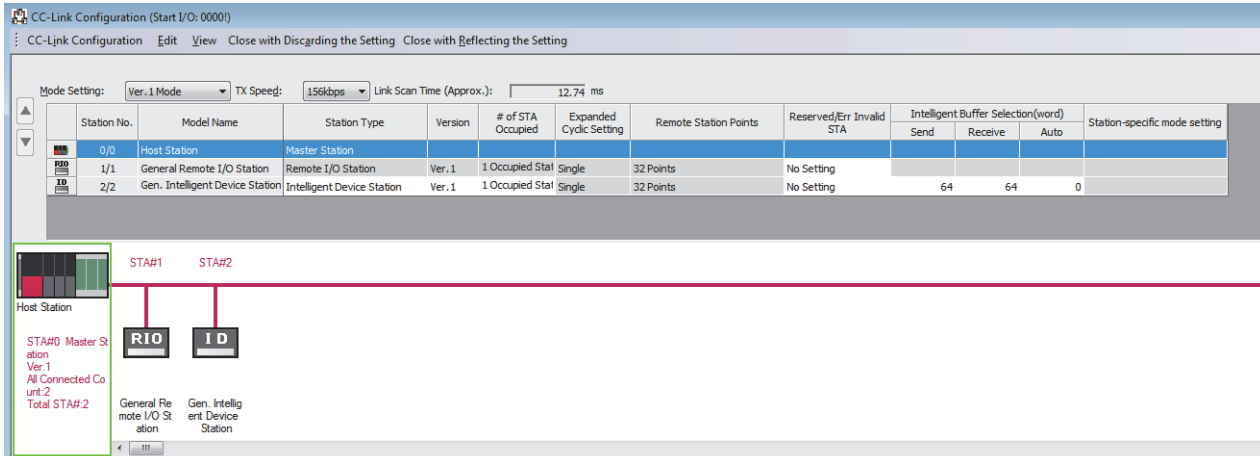 CC-Link Configuration (Start I/O: 0000!)
CC-Link Configuration Edit View Close with Discarding the Setting Close with Reflecting the Setting
Mode Setting: Ver.1 Mode TX Speed: 156kbps Link Scan Time (Approx.): 12.74 ms
Station No. Model Name Station Type Version # of STA Occupied Expanded Cyclic Setting Remote Station Points Reserved/Err Invalid STA Intelligent Buffer Selection(word) Station-specific mode setting
Send Receive Auto
0/0 Host Station Master Station
RIO 1/1 General Remote I/O Station Remote I/O Station Ver.1 1 Occupied Stat Single 32 Points No Setting
ID 2/2 Gen. Intelligent Device Station Intelligent Device Station Ver.1 1 Occupied Stat Single 32 Points No Setting 64 64 0
STA#1 STA#2
Host Station
STA#0 Master St
ation
Ver.1
All Connected Co
unt:2
Total STA#:2
RIO ID
General Re
mote I/O St
ation
Gen. Intellig
ent Device
Station